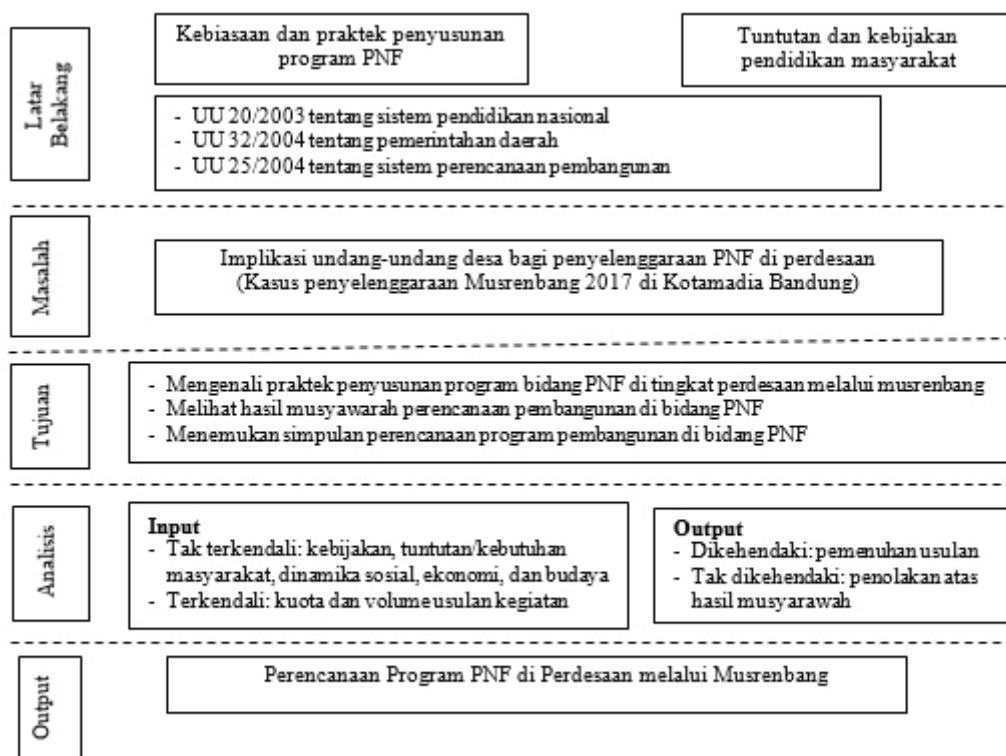 Latar
Belakang
Kebiasaan dan praktek penyusunan
program PNF
Tuntutan dan kebijakan
pendidikan masyarakat
- UU 20/2003 tentang sistem pendidikan nasional
- UU 32/2004 tentang pemerintahan daerah
- UU 25/2004 tentang sistem perencanaan pembangunan
Masalah
Implikasi undang-undang desa bagi penyelenggaraan PNF di perdesaan
(Kasus penyelenggaraan Musrenbang 2017 di Kotamadia Bandung)
Tujuan
- Mengenali praktek penyusunan program bidang PNF di tingkat perdesaan melalui musrenbang
- Melihat hasil musyawarah perencanaan pembangunan di bidang PNF
- Menemukan simpulan perencanaan program pembangunan di bidang PNF
Analisis
Input
- Tak terkendali: kebijakan, tuntutan/kebutuhan
masyarakat, dinamika sosial, ekonomi, dan budaya
- Terkendali: kuota dan volume usulan kegiatan
Output
- Dikehendaki: pemenuhan usulan
- Tak dikehendaki: penolakan atas
hasil musyarawah
Output
Perencanaan Program PNF di Perdesaan melalui Musrenbang